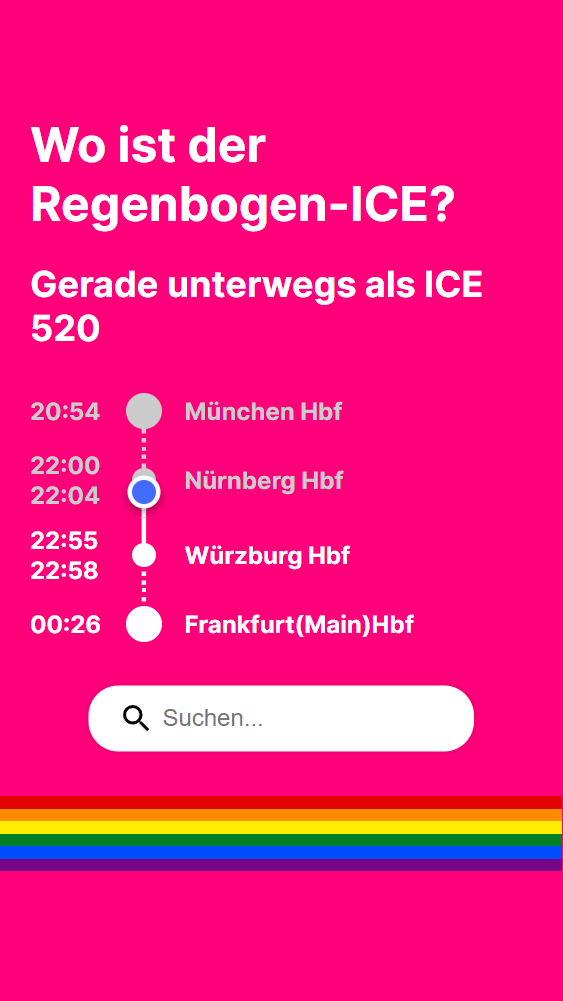 Wo ist der
Regenbogen-ICE?
Gerade unterwegs als ICE
520
20:54 München Hbf
22:00
22:04 Nürnberg Hbf
22:55
22:58 Würzburg Hbf
00:26 Frankfurt(Main)Hbf
Suchen...